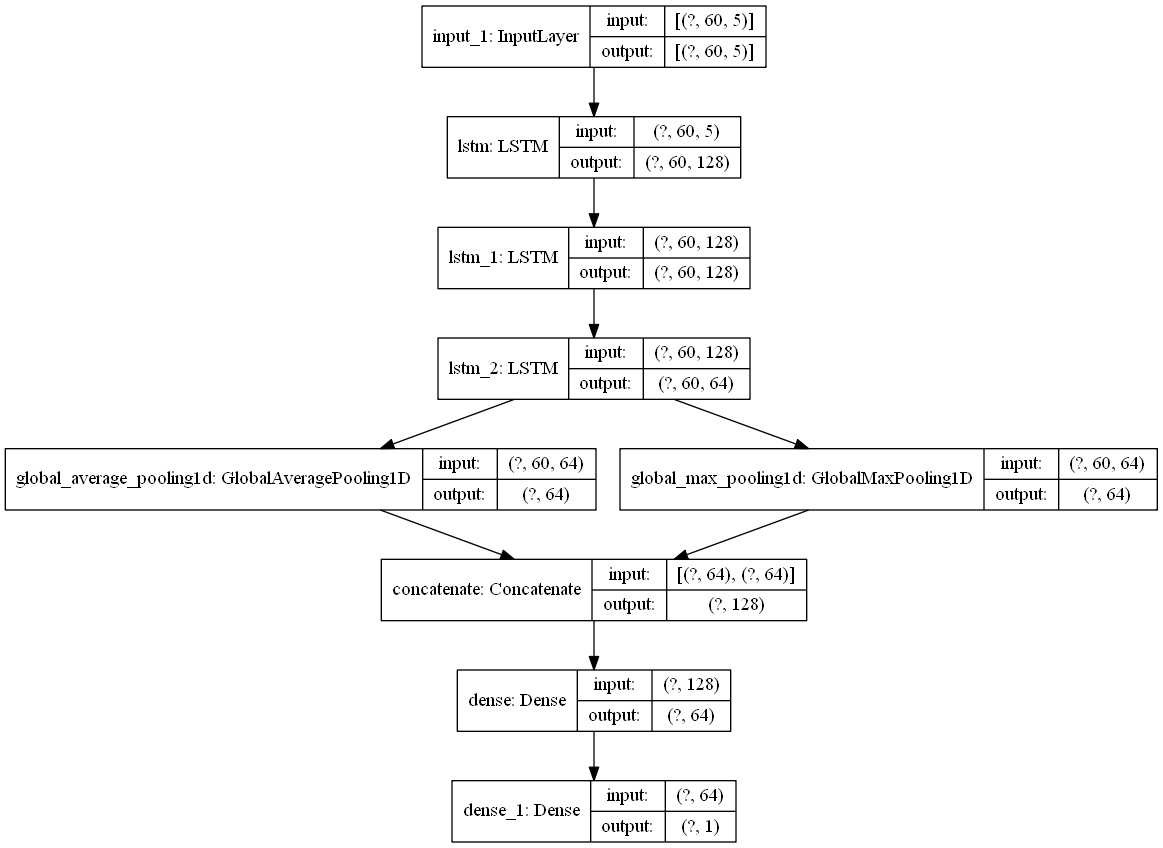 input_1: InputLayer
input: [(?, 60, 5)]
output: [(?, 60, 5)]
lstm: LSTM
input: (?, 60, 5)
output: (?, 60, 128)
lstm_1: LSTM
input: (?, 60, 128)
output: (?, 60, 128)
lstm_2: LSTM
input: (?, 60, 128)
output: (?, 60, 64)
global_average_pooling1d: GlobalAveragePooling1D
input: (?, 60, 64)
output: (?, 64)
global_max_pooling1d: GlobalMaxPooling1D
input: (?, 60, 64)
output: (?, 64)
concatenate: Concatenate
input: [(?, 64), (?, 64)]
output: (?, 128)
dense: Dense
input: (?, 128)
output: (?, 64)
dense_1: Dense
input: (?, 64)
output: (?, 1)